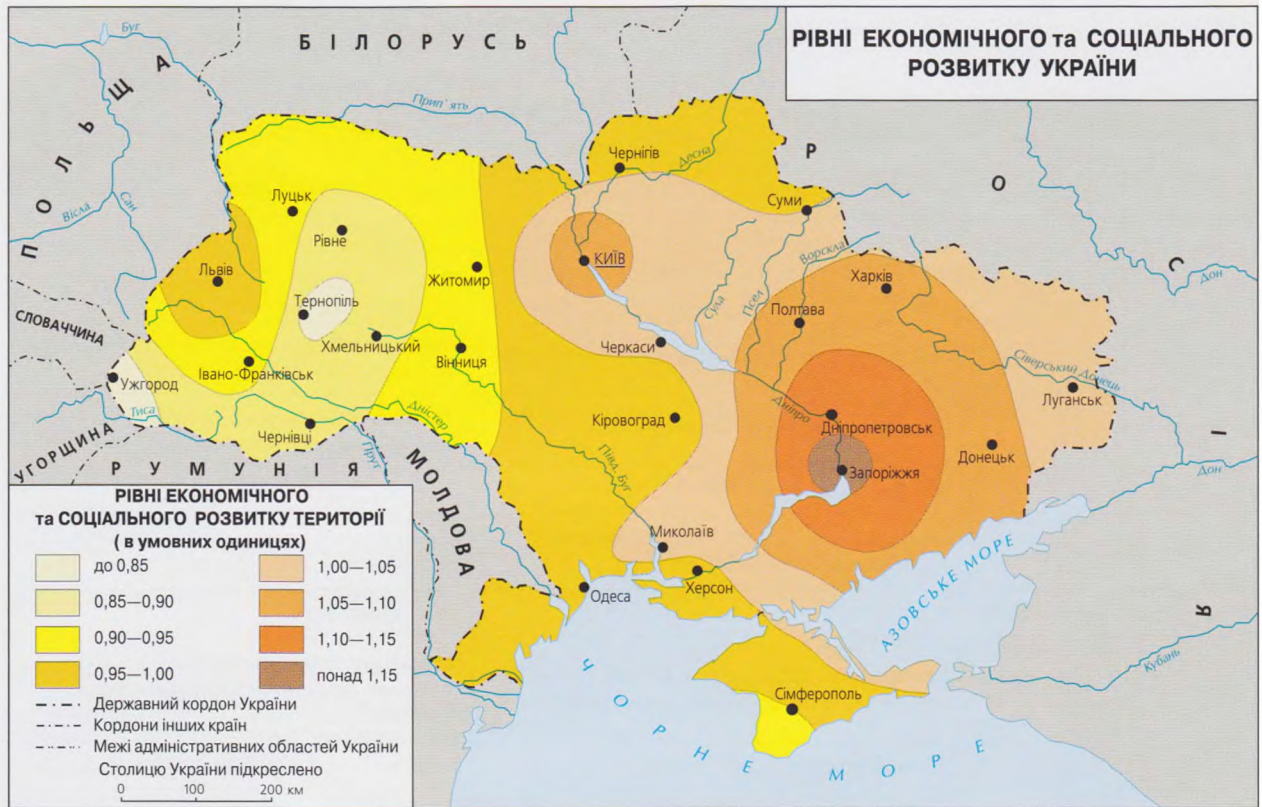 РІВНІ ЕКОНОМІЧНОГО та СОЦІАЛЬНОГО
РОЗВИТКУ УКРАЇНИ
БІЛОРУСЬ
ПОЛЬЩА
РОСІЯ
СЛОВАЧЧИНА
УГОРЩИНА
РУМУНІЯ
МОЛДОВА
Буг
Прип'ять
Десна
Вісла
Сан
Чернігів
Суми
Луцьк
Рівне
КИЇВ
Ворскла
Дон
Львів
Житомир
Харків
Тернопіль
Сула
Псел
Полтава
Хмельницький
Вінниця
Черкаси
Сіверський Донець
Ужгород
Івано-Франківськ
Луганськ
Тиса
Чернівці
Дністер
Прут
Кіровоград
Дніпро
Дніпропетровськ
Донецьк
Півд. Буг
Запоріжжя
Дон
Миколаїв
Херсон
Одеса
АЗОВСЬКЕ МОРЕ
Кубань
Сімферополь
ЧОРНЕ МОРЕ
РІВНІ ЕКОНОМІЧНОГО
та СОЦІАЛЬНОГО РОЗВИТКУ ТЕРИТОРІЇ
( в умовних одиницях)
до 0,85
0,85—0,90
0,90—0,95
0,95—1,00
1,00—1,05
1,05—1,10
1,10—1,15
понад 1,15
Державний кордон України
Кордони інших країн
Межі адміністративних областей України
Столицю України підкреслено
0 100 200 км